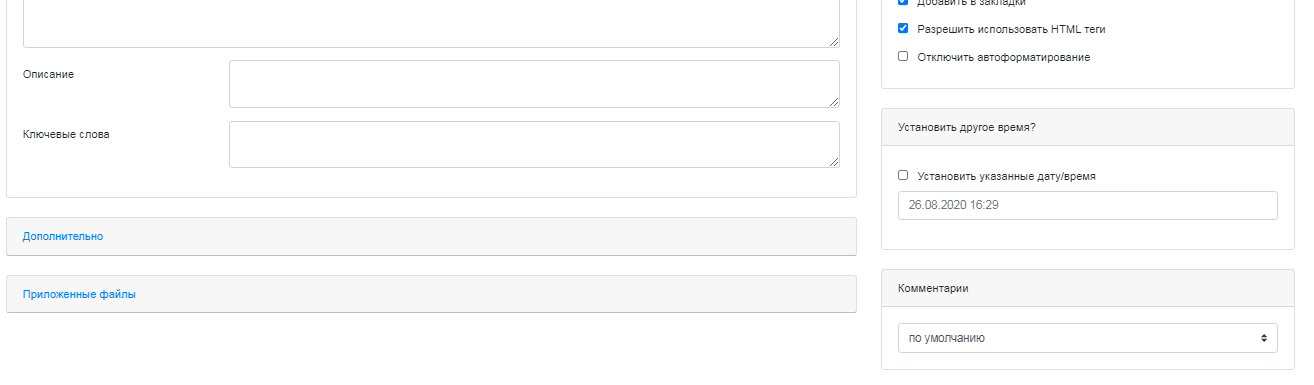 Описание
Ключевые слова
Дополнительно
Приложенные файлы
Добавить в закладки
Разрешить использовать HTML теги
Отключить автоформатирование
Установить другое время?
Установить указанные дату/время
26.08.2020 16:29
Комментарии
по умолчанию